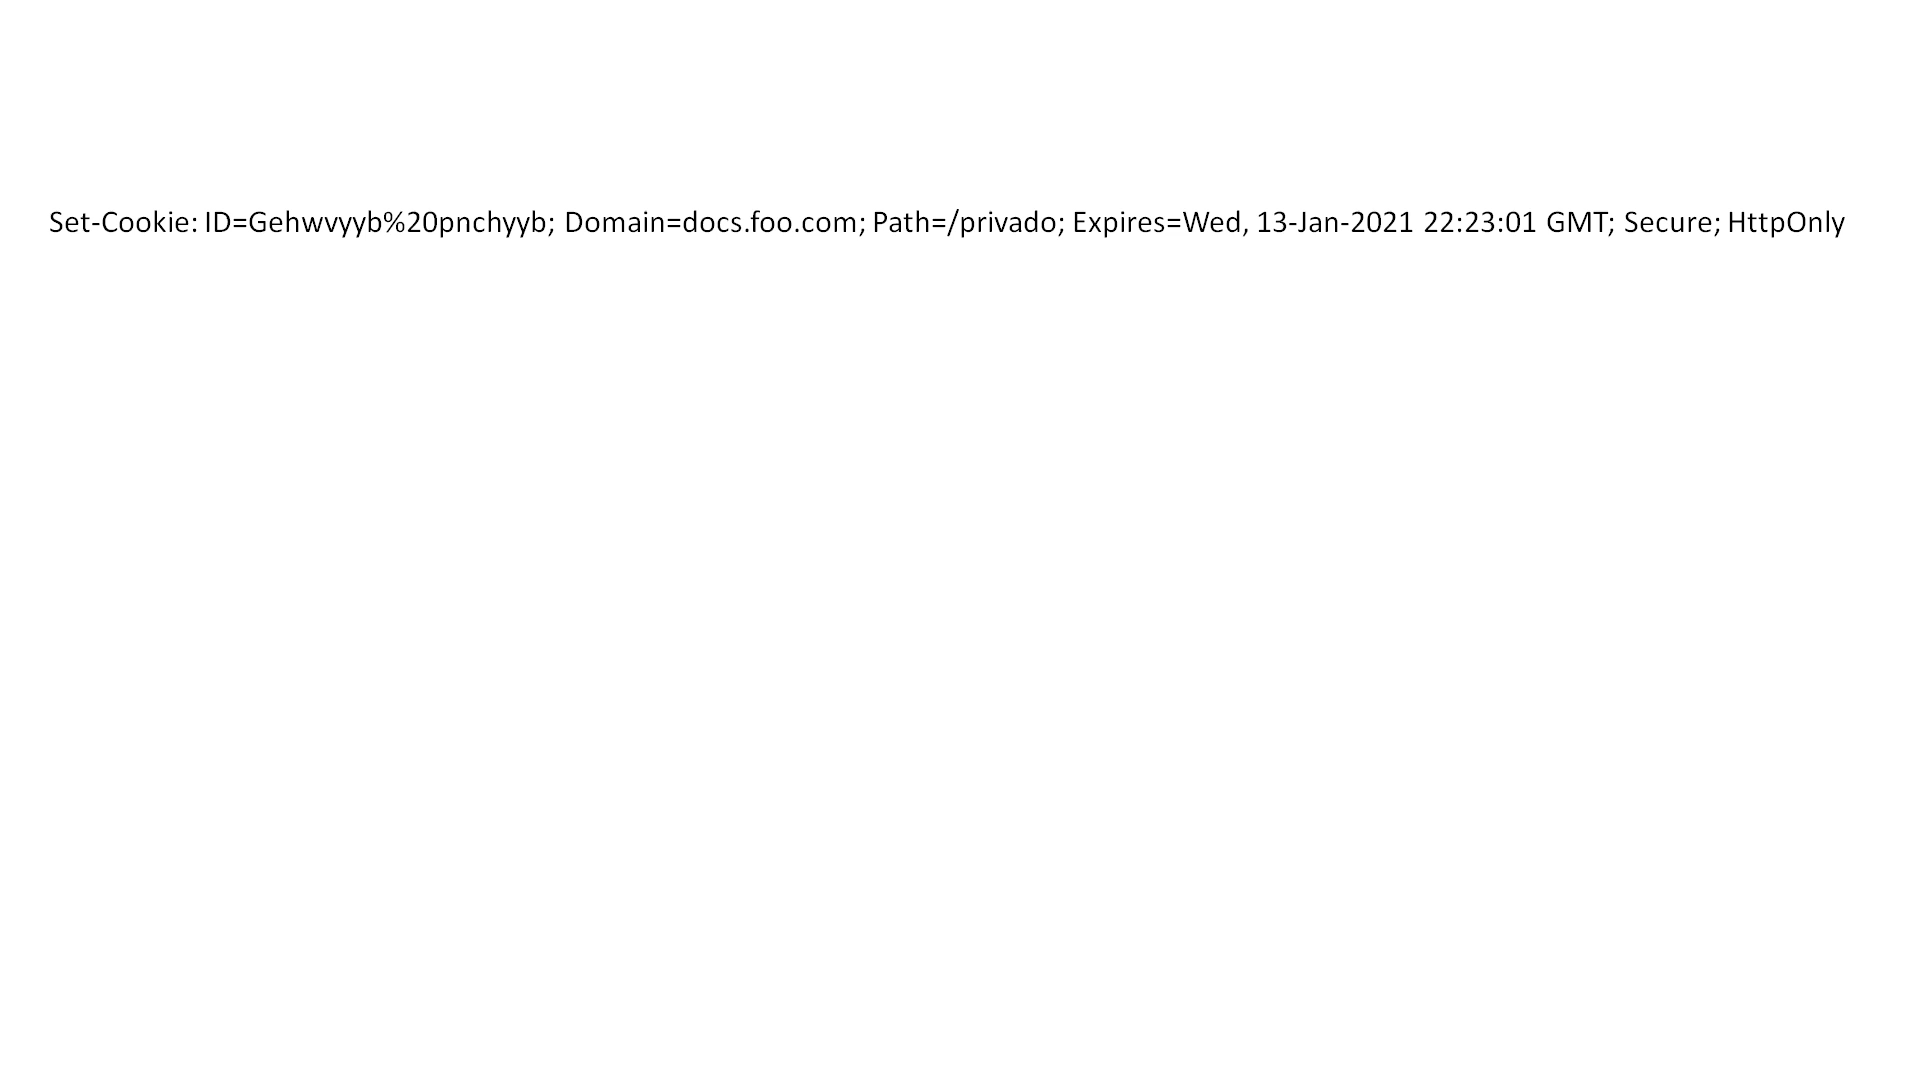 Set-Cookie: ID=Gehwvyyb%20pnchyyb; Domain=docs.foo.com; Path=/privado; Expires=Wed, 13-Jan-2021 22:23:01 GMT; Secure; HttpOnly